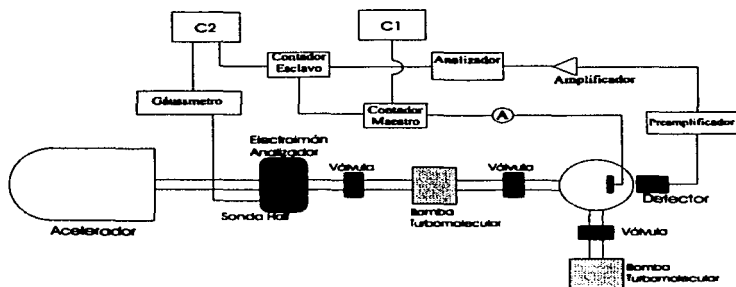 C2
C1
Contador
Esclavo
Analizador
Amplificador
Gaussmetro
Contador
Maestro
A
Preamplificador
Electroimán
Analizador
Válvula
Válvula
Acelerador
Sonda Hall
Bomba
Turbomolecular
Detector
Válvula
Bomba
Turbomolecular